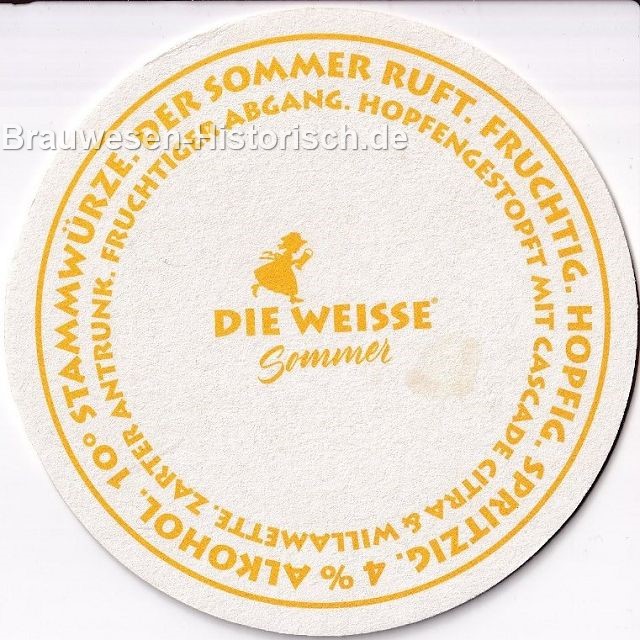 DER SOMMER RUFT. FRUCHTIG. HOPFIG. SPRITZIG. 4 % ALKOHOL. 10° STAMMWÜRZE.
HOPFENGESTOPFT MIT CASCADE CITRA & WILLAMETTE. ZARTER ANTRUNK. FRUCHTIGER ABGANG.
Brauwesen-Historisch.de
DIE WEISSE®
Sommer